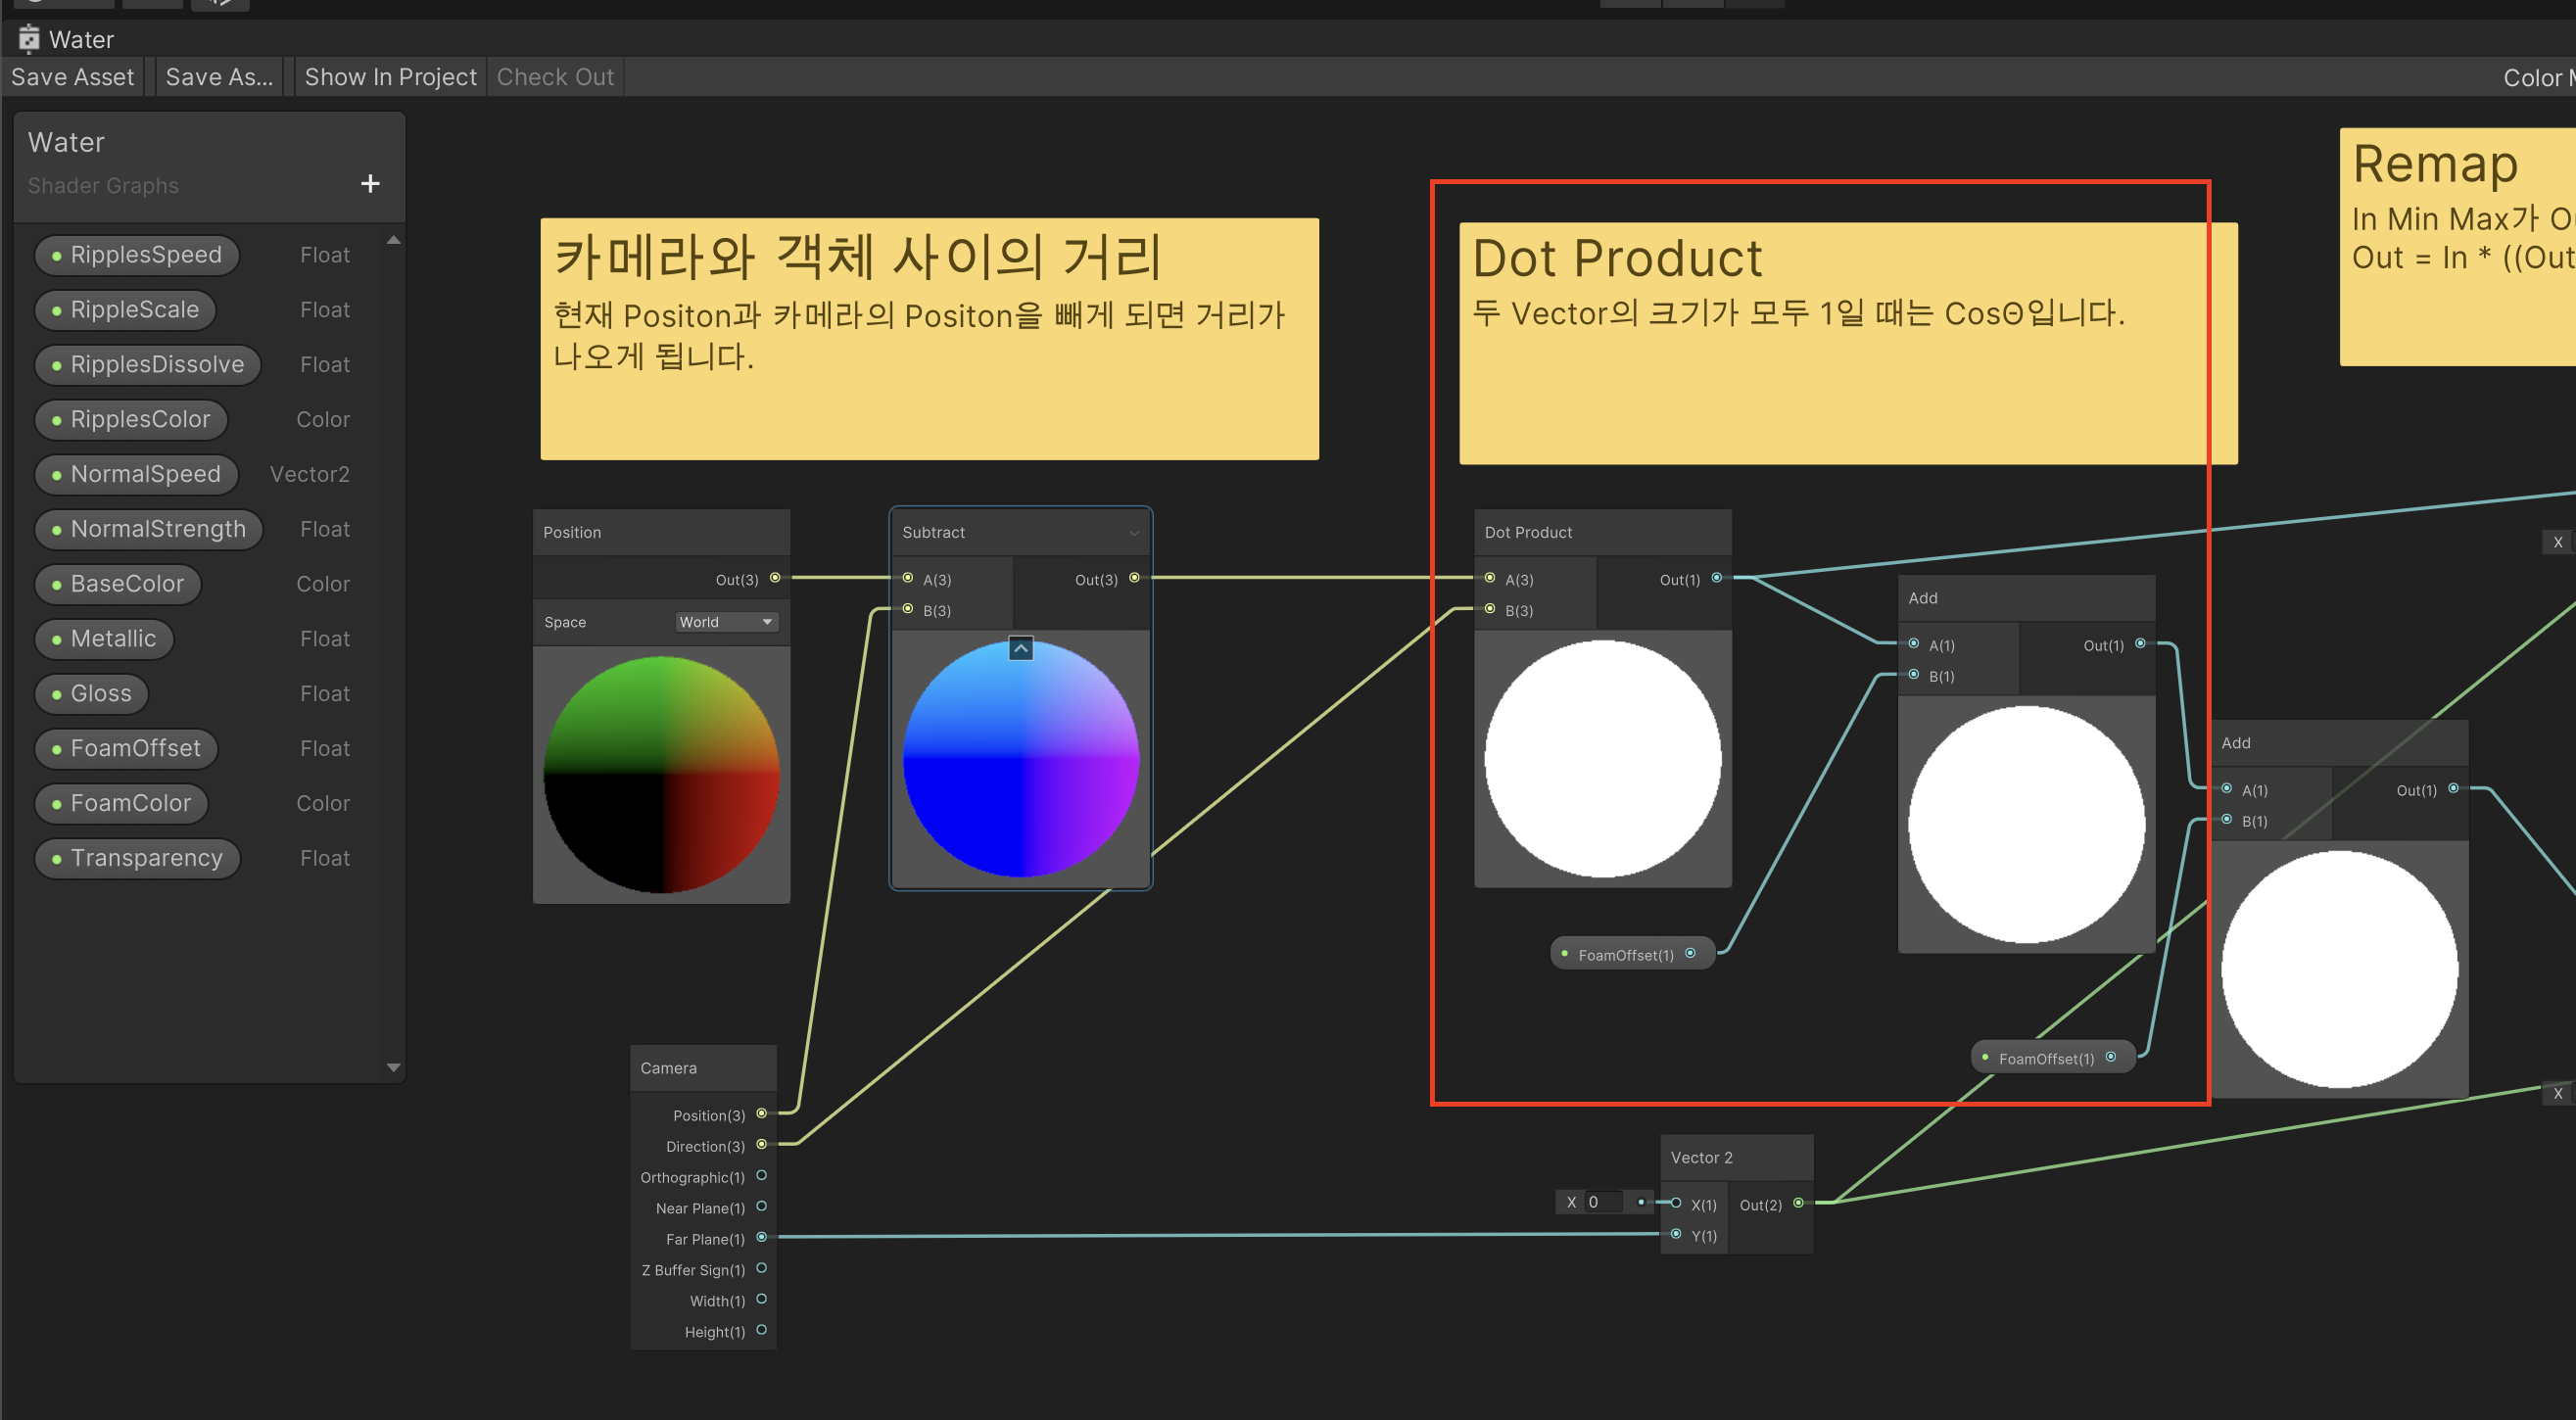 Water
Save Asset
Save As...
Show In Project
Check Out
Water
Shader Graphs
+
RipplesSpeed Float
RippleScale Float
RipplesDissolve Float
RipplesColor Color
NormalSpeed Vector2
NormalStrength Float
BaseColor Color
Metallic Float
Gloss Float
FoamOffset Float
FoamColor Color
Transparency Float
카메라와 객체 사이의 거리
현재 Positon과 카메라의 Positon을 빼게 되면 거리가
나오게 됩니다.
Dot Product
두 Vector의 크기가 모두 1일 떄는 CosΘ입니다.
Remap
In Min Max가
Out = In * ((Out
Position
Out(3)
Space World
Subtract
A(3) Out(3)
B(3)
Dot Product
A(3) Out(1)
B(3)
Add
A(1) Out(1)
B(1)
Add
A(1) Out(1)
B(1)
FoamOffset(1)
FoamOffset(1)
Camera
Position(3)
Direction(3)
Orthographic(1)
Near Plane(1)
Far Plane(1)
Z Buffer Sign(1)
Width(1)
Height(1)
Vector 2
X 0
X(1) Out(2)
Y(1)
X
X
Color